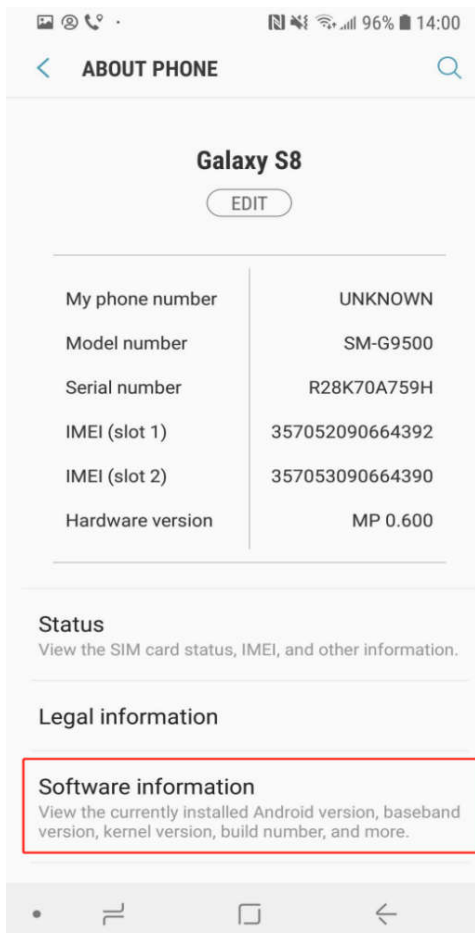 96% 14:00
ABOUT PHONE
Galaxy S8
EDIT
My phone number UNKNOWN
Model number SM-G9500
Serial number R28K70A759H
IMEI (slot 1) 357052090664392
IMEI (slot 2) 357053090664390
Hardware version MP 0.600
Status
View the SIM card status, IMEI, and other information.
Legal information
Software information
View the currently installed Android version, baseband
version, kernel version, build number, and more.